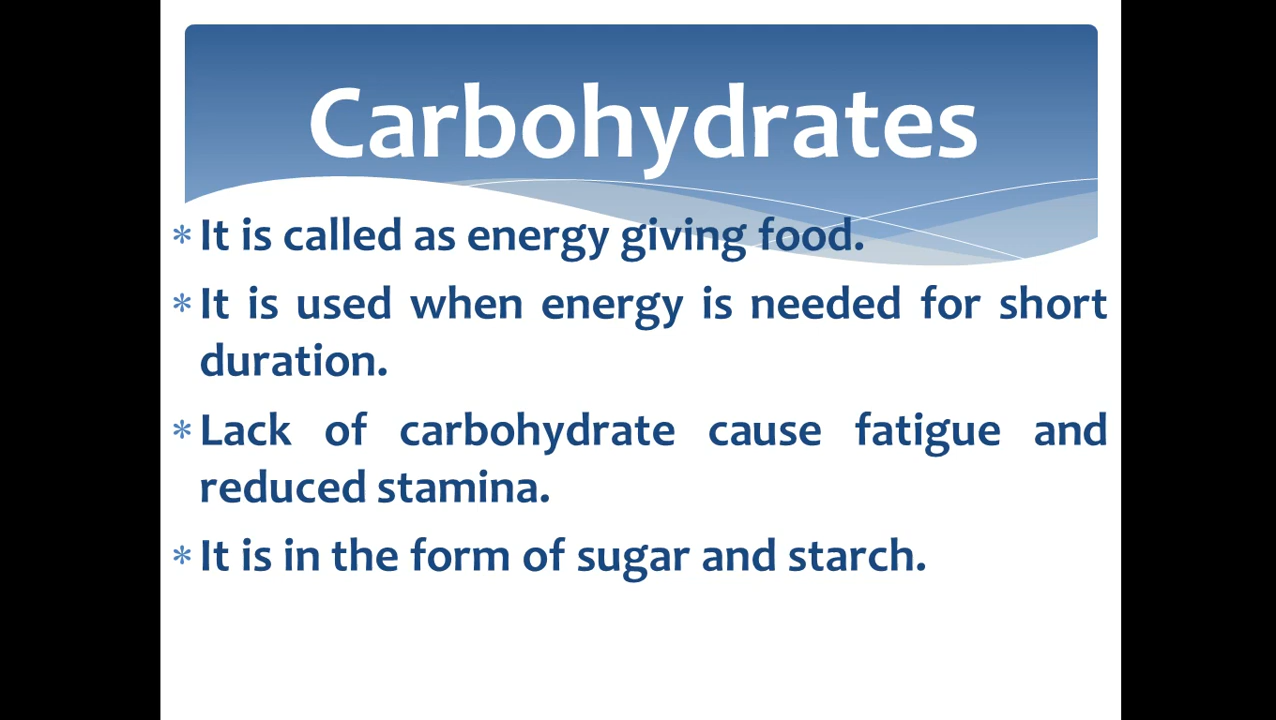 Carbohydrates
* It is called as energy giving food.
* It is used when energy is needed for short
duration.
* Lack of carbohydrate cause fatigue and
reduced stamina.
* It is in the form of sugar and starch.